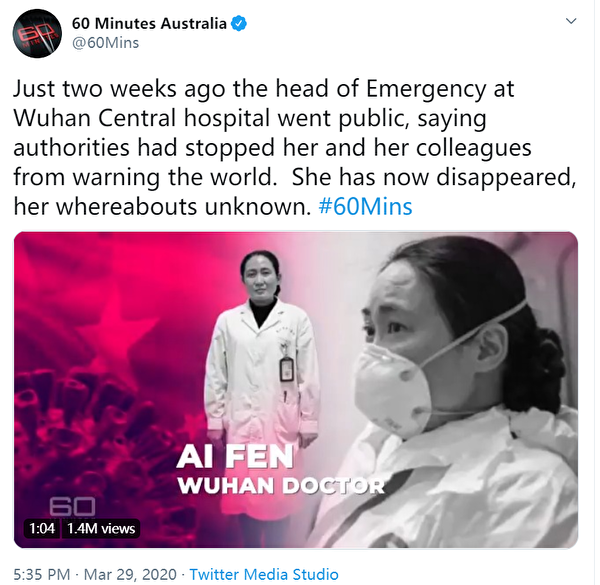 60 Minutes Australia
@60Mins
Just two weeks ago the head of Emergency at
Wuhan Central hospital went public, saying
authorities had stopped her and her colleagues
from warning the world.  She has now disappeared,
her whereabouts unknown. #60Mins
AI FEN
WUHAN DOCTOR
60
1:04 1.4M views
5:35 PM · Mar 29, 2020 · Twitter Media Studio